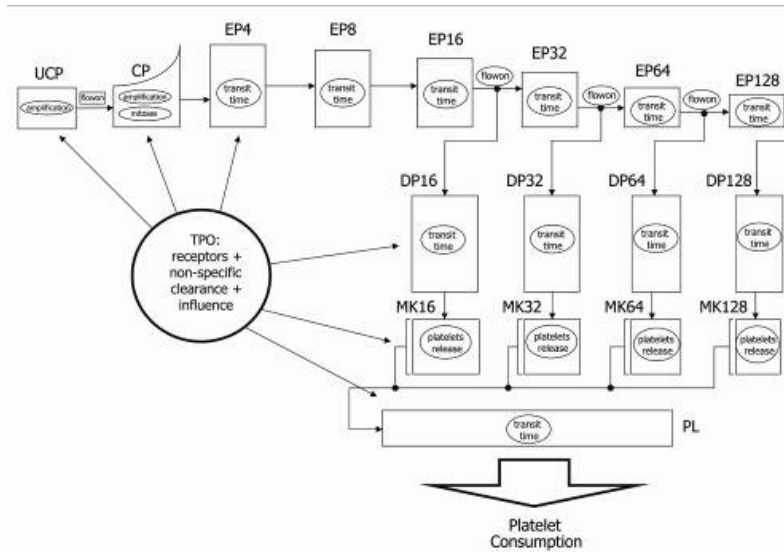 EP4
EP8
EP16
EP32
EP64
EP128
UCP
CP
amplification
flowon
amplification
mitoses
transit
time
transit
time
transit
time
flowon
transit
time
flowon
transit
time
flowon
transit
time
DP16
DP32
DP64
DP128
transit
time
transit
time
transit
time
transit
time
TPO:
receptors +
non-specific
clearance +
influence
MK16
MK32
MK64
MK128
platelets
release
platelets
release
platelets
release
platelets
release
transit
time
PL
Platelet
Consumption